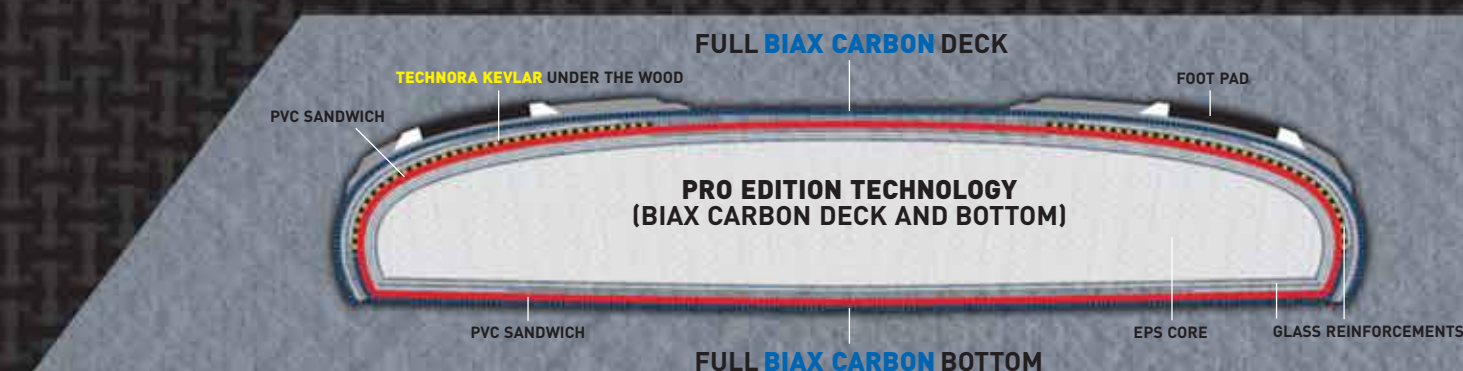 FULL BIAX CARBON DECK
TECHNORA KEVLAR UNDER THE WOOD
FOOT PAD
PVC SANDWICH
PRO EDITION TECHNOLOGY
(BIAX CARBON DECK AND BOTTOM)
PVC SANDWICH
EPS CORE
GLASS REINFORCEMENTS
FULL BIAX CARBON BOTTOM